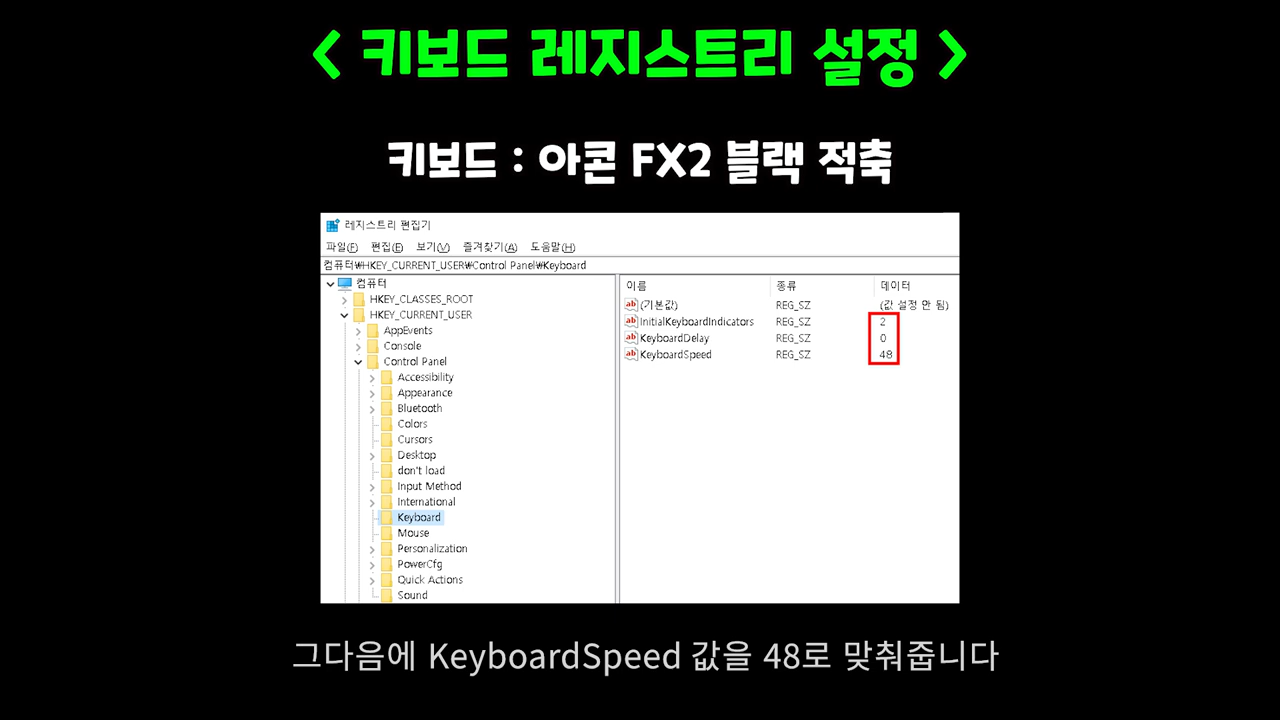 < 키보드 레지스트리 설정 >
키보드 : 아콘 FX2 블랙 적축
레지스트리 편집기
파일(F) 편집(E) 보기(V) 즐겨찾기(A) 도움말(H)
컴퓨터₩HKEY_CURRENT_USER₩Control Panel₩Keyboard
컴퓨터
HKEY_CLASSES_ROOT
HKEY_CURRENT_USER
AppEvents
Console
Control Panel
Accessibility
Appearance
Bluetooth
Colors
Cursors
Desktop
don't load
Input Method
International
Keyboard
Mouse
Personalization
PowerCfg
Quick Actions
Sound
이름 종류 데이터
ab (기본값) REG_SZ (값 설정 안 됨)
ab InitialKeyboardIndicators REG_SZ 2
ab KeyboardDelay REG_SZ 0
ab KeyboardSpeed REG_SZ 48
그다음에 KeyboardSpeed 값을 48로 맞춰줍니다